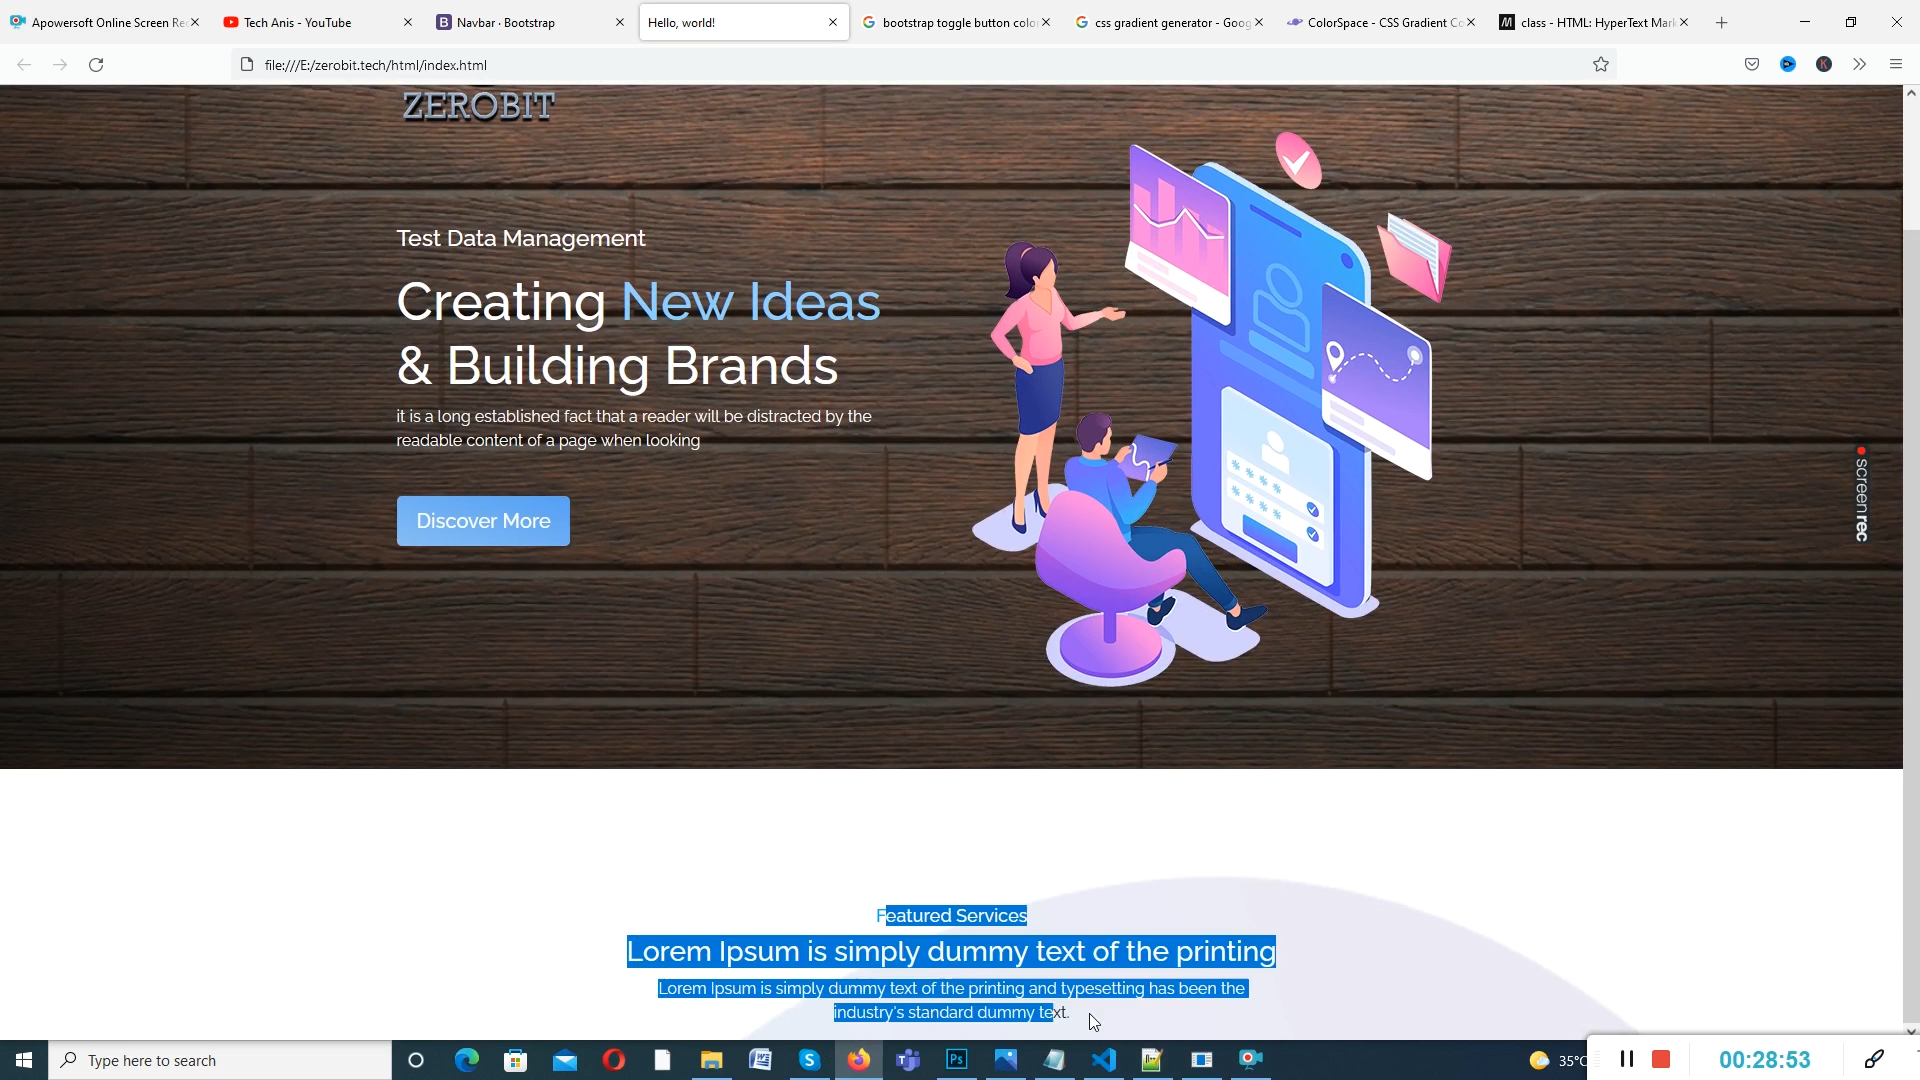 Apowersoft Online Screen Rec
Tech Anis - YouTube
Navbar · Bootstrap
Hello, world!
bootstrap toggle button color
css gradient generator - Goog
ColorSpace - CSS Gradient Co
class - HTML: HyperText Mark
file:///E:/zerobit.tech/html/index.html
ZEROBIT
Test Data Management
Creating New Ideas
& Building Brands
it is a long established fact that a reader will be distracted by the
readable content of a page when looking
Discover More
screenrec
Featured Services
Lorem Ipsum is simply dummy text of the printing
Lorem Ipsum is simply dummy text of the printing and typesetting has been the
industry's standard dummy text.
Type here to search
35°C
00:28:53